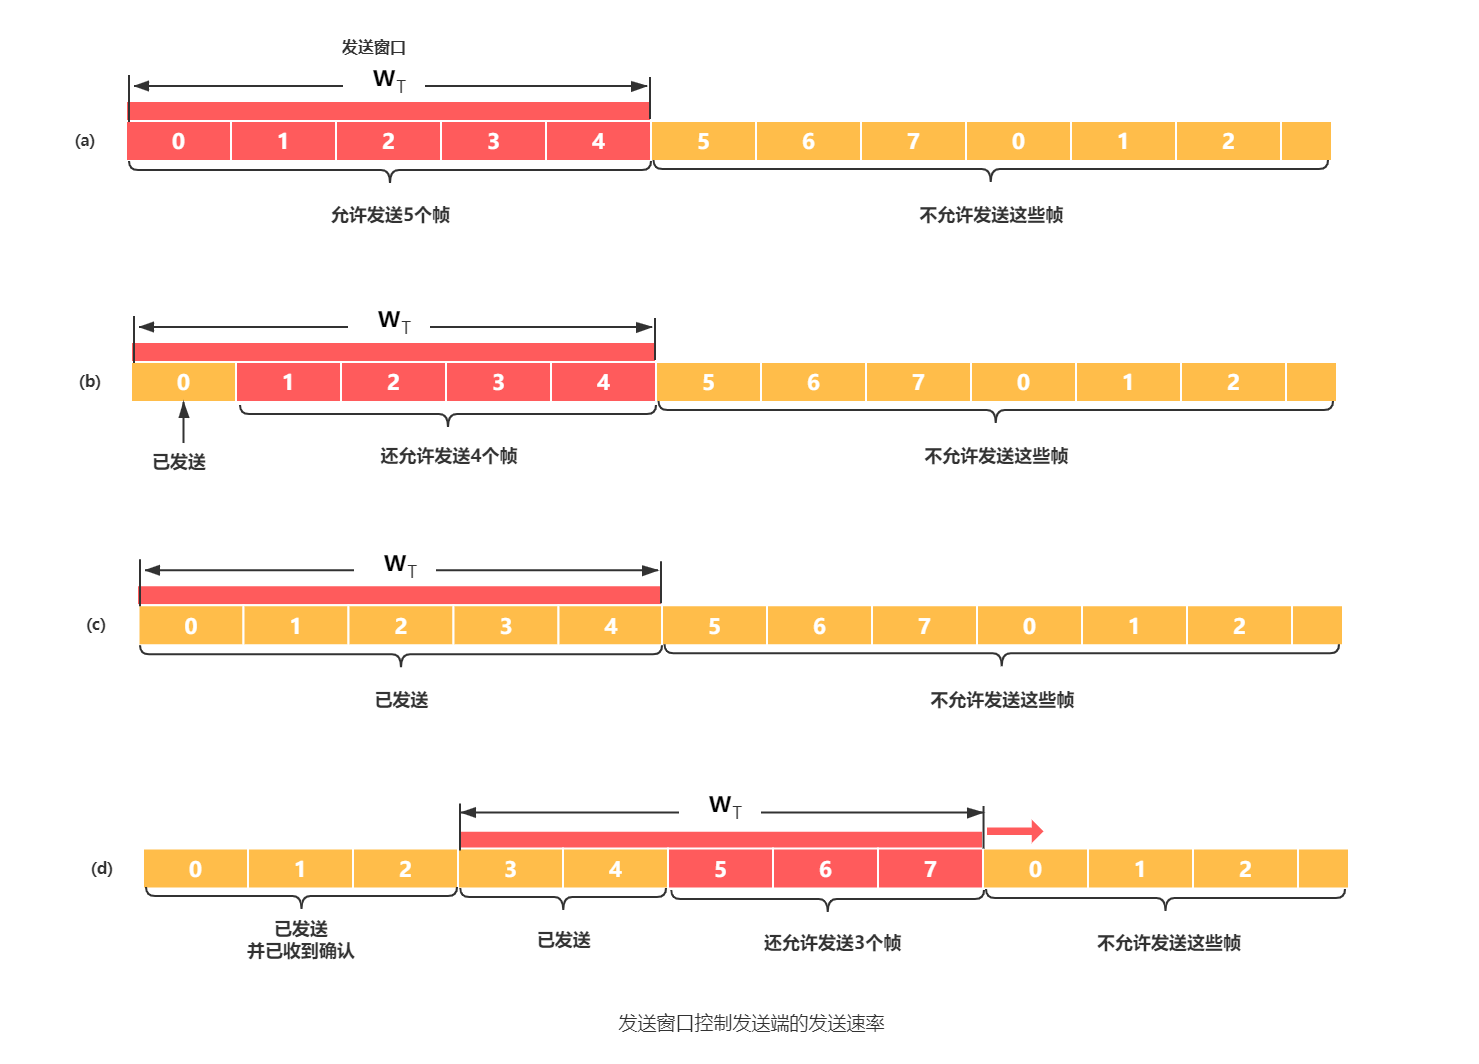 发送窗口
WT
(a) 0 1 2 3 4 5 6 7 0 1 2
允许发送5个帧 不允许发送这些帧
WT
(b) 0 1 2 3 4 5 6 7 0 1 2
已发送 还允许发送4个帧 不允许发送这些帧
WT
(c) 0 1 2 3 4 5 6 7 0 1 2
已发送 不允许发送这些帧
WT
(d) 0 1 2 3 4 5 6 7 0 1 2
已发送
并已收到确认
已发送 还允许发送3个帧 不允许发送这些帧
发送窗口控制发送端的发送速率